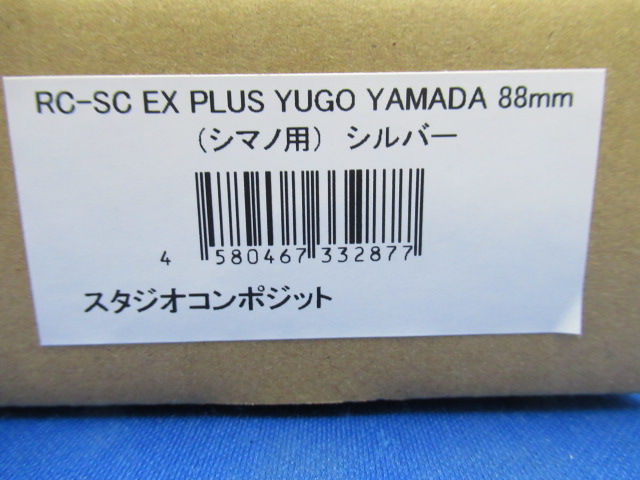 RC-SC EX PLUS YUGO YAMADA 88mm
（シマノ用） シルバー
4 580467 332877
スタジオコンポジット